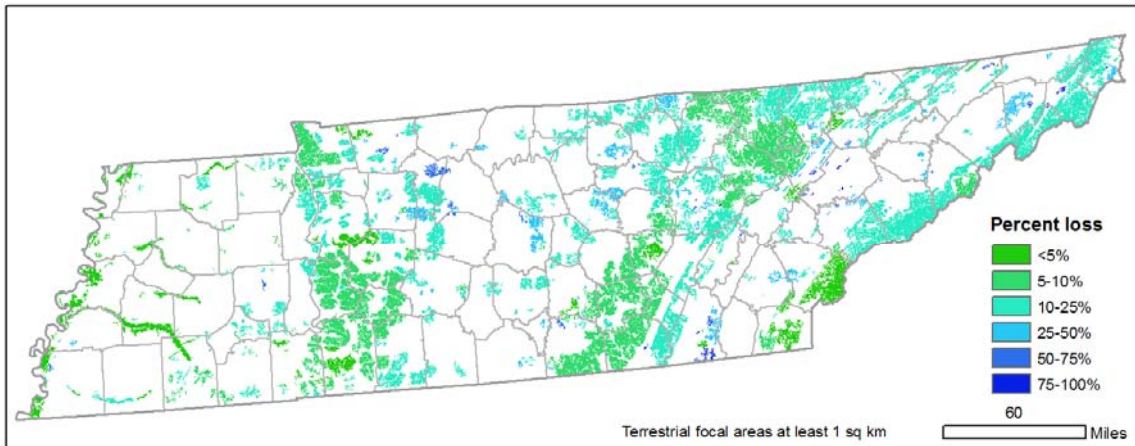 Percent loss
<5%
5-10%
10-25%
25-50%
50-75%
75-100%
60
Terrestrial focal areas at least 1 sq km
Miles